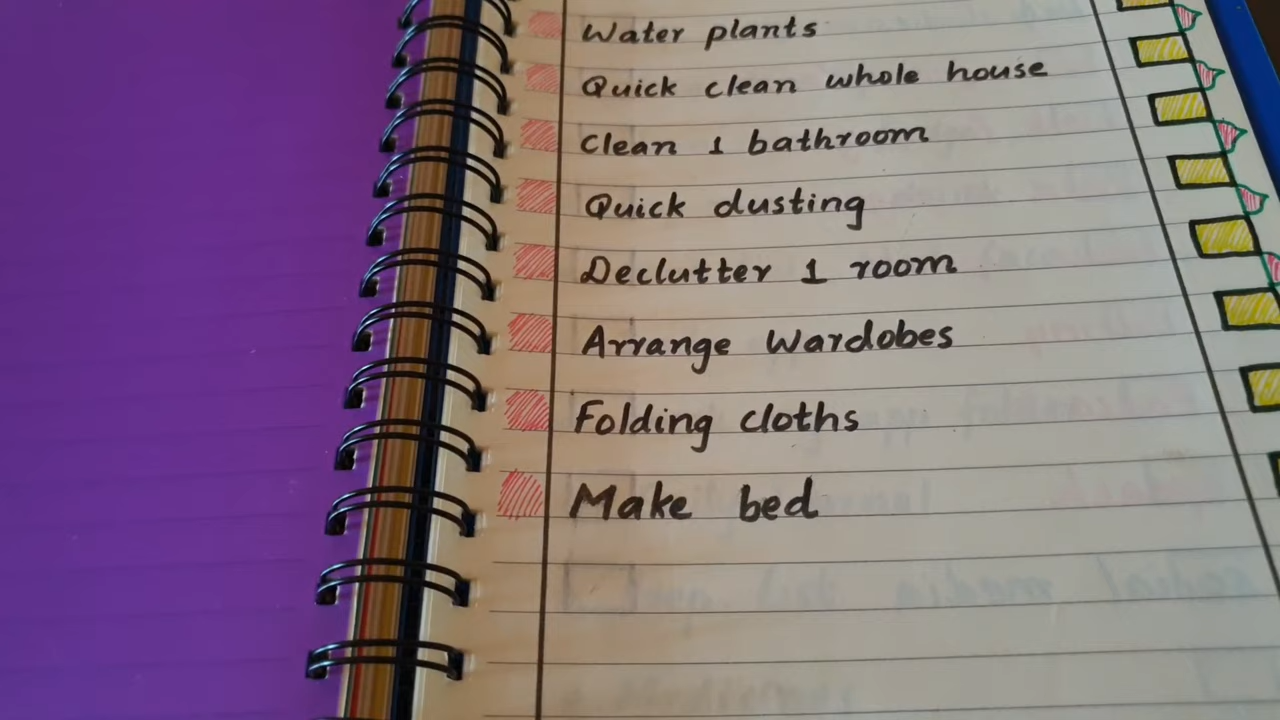 Water plants
Quick clean whole house
Clean 1 bathroom
Quick dusting
Declutter 1 room
Arrange Wardobes
Folding cloths
Make bed